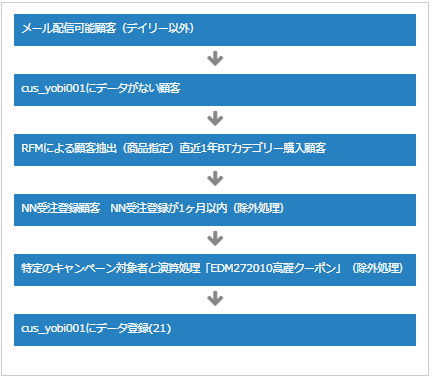 メール配信可能顧客（デイリー以外）
cus_yobi001にデータがない顧客
RFMによる顧客抽出（商品指定）直近1年BTカテゴリー購入顧客
NN受注登録顧客　NN受注登録が1ヶ月以内（除外処理）
特定のキャンペーン対象者と演算処理「EDM272010高麗クーポン」（除外処理）
cus_yobi001にデータ登録(21)